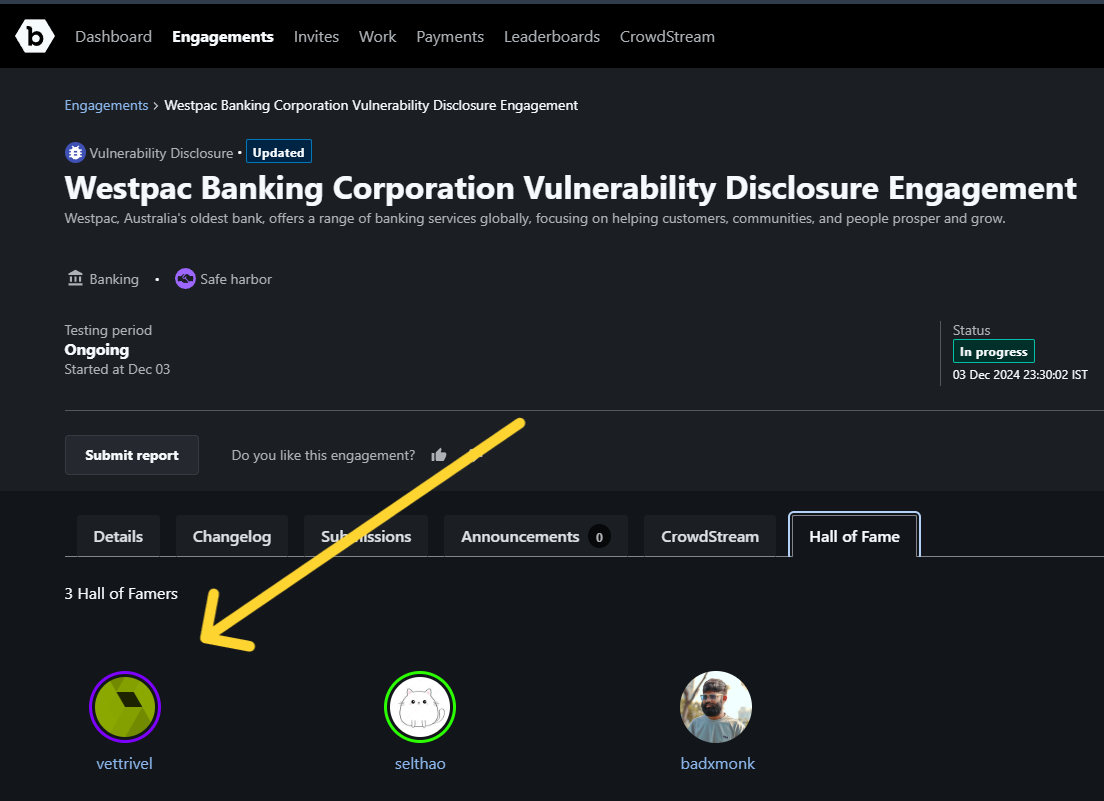 b Dashboard Engagements Invites Work Payments Leaderboards CrowdStream
Engagements › Westpac Banking Corporation Vulnerability Disclosure Engagement
Vulnerability Disclosure • Updated
Westpac Banking Corporation Vulnerability Disclosure Engagement
Westpac, Australia's oldest bank, offers a range of banking services globally, focusing on helping customers, communities, and people prosper and grow.
Banking • Safe harbor
Testing period
Ongoing
Started at Dec 03
Status
In progress
03 Dec 2024 23:30:02 IST
Submit report Do you like this engagement?
Details Changelog Submissions Announcements 0 CrowdStream Hall of Fame
3 Hall of Famers
vettrivel selthao badxmonk